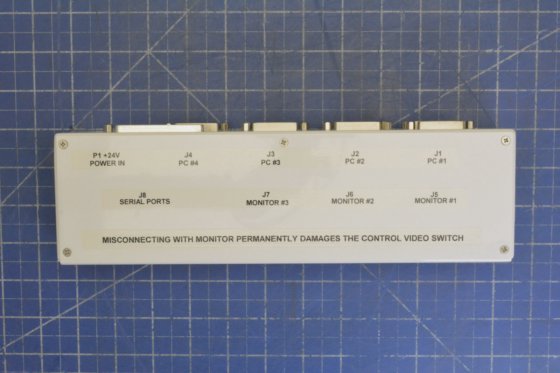 P1 +24V
POWER IN
J4
PC #4
J3
PC #3
J2
PC #2
J1
PC #1
J8
SERIAL PORTS
J7
MONITOR #3
J6
MONITOR #2
J5
MONITOR #1
MISCONNECTING WITH MONITOR PERMANENTLY DAMAGES THE CONTROL VIDEO SWITCH